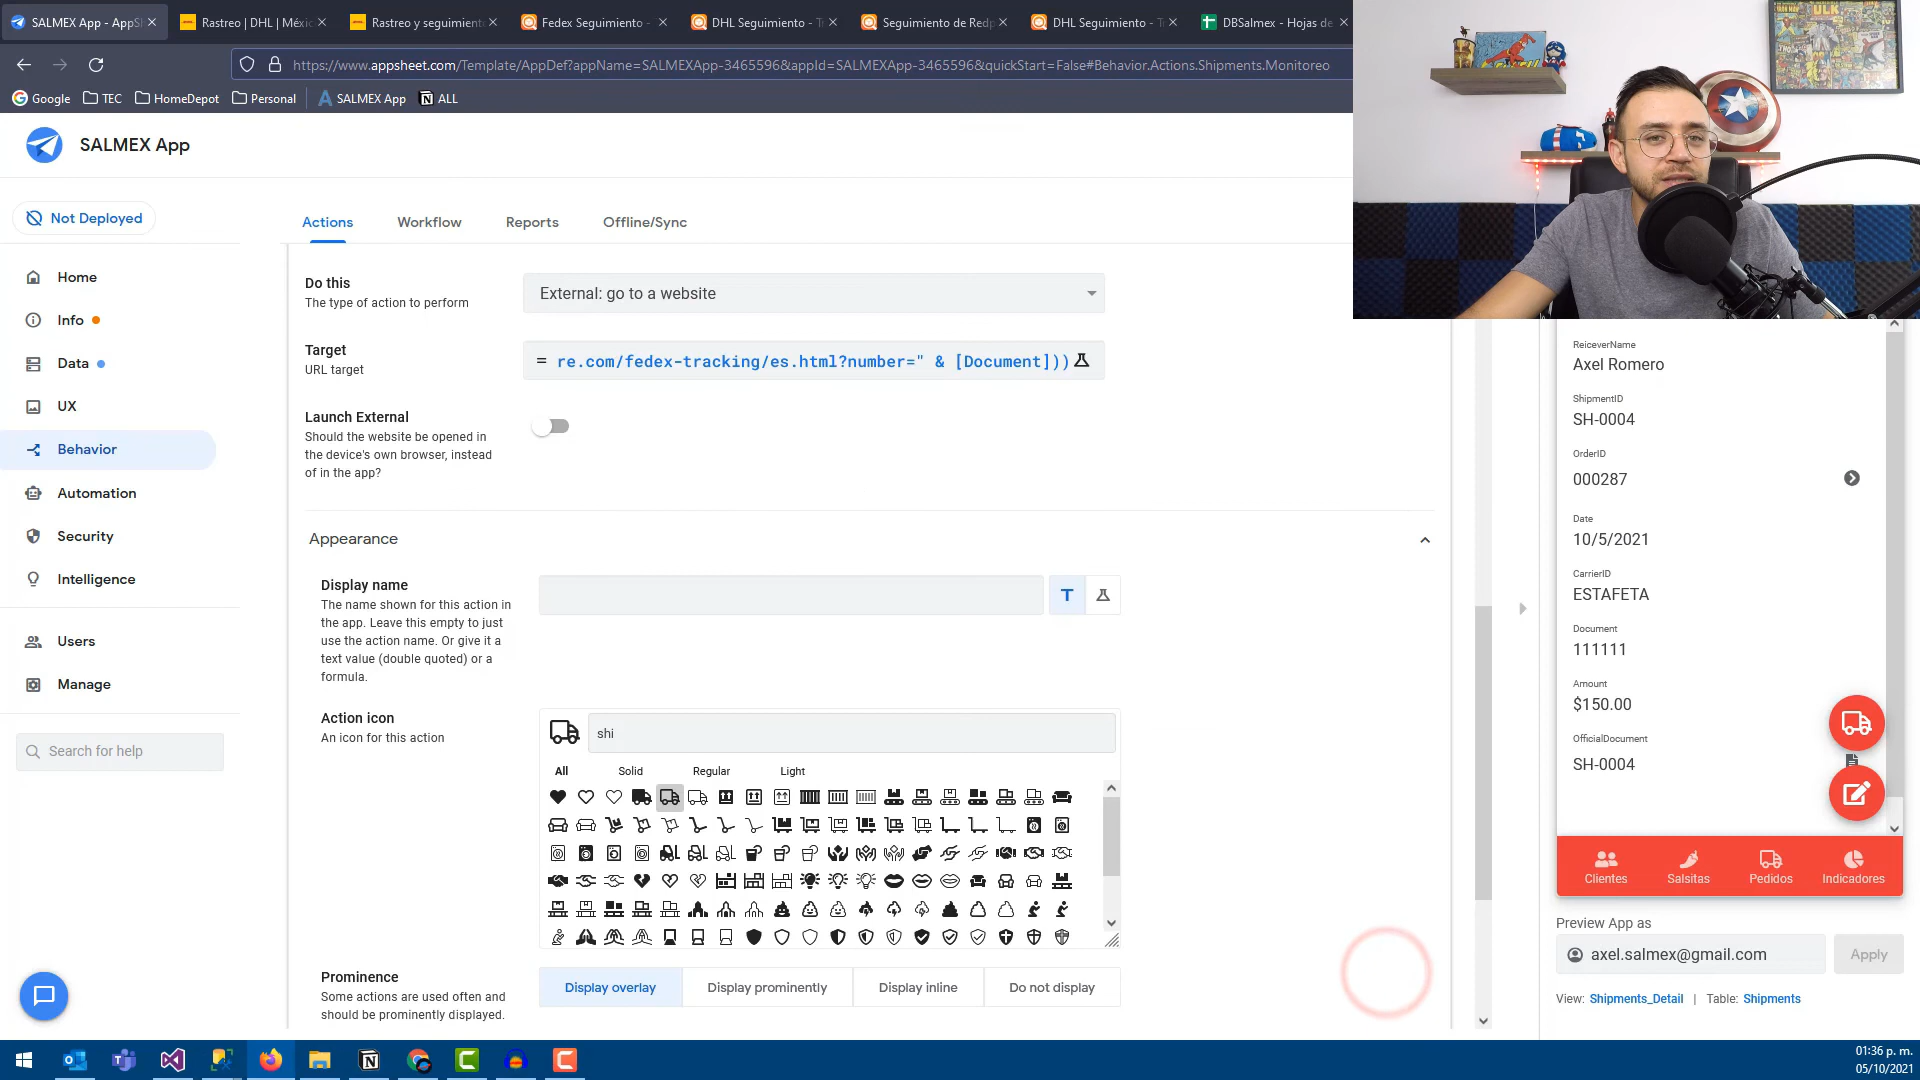 SALMEX App - AppSh
Rastreo | DHL | Méxic
Rastreo y seguimiento
Fedex Seguimiento -
DHL Seguimiento - Tr
Seguimiento de Redp
DHL Seguimiento - Tr
DBSalmex - Hojas de
https://www.appsheet.com/Template/AppDef?appName=SALMEXApp-3465596&appId=SALMEXApp-3465596&quickStart=False#Behavior.Actions.Shipments.Monitoreo
Google TEC HomeDepot Personal SALMEX App ALL
SALMEX App
Not Deployed
Home
Info
Data
UX
Behavior
Automation
Security
Intelligence
Users
Manage
Search for help
Actions Workflow Reports Offline/Sync
Do this
The type of action to perform
External: go to a website
Target
URL target
= re.com/fedex-tracking/es.html?number=" & [Document]))
Launch External
Should the website be opened in
the device's own browser, instead
of in the app?
Appearance
Display name
The name shown for this action in
the app. Leave this empty to just
use the action name. Or give it a
text value (double quoted) or a
formula.
T
Action icon
An icon for this action
shi
All Solid Regular Light
Prominence
Some actions are used often and
should be prominently displayed.
Display overlay Display prominently Display inline Do not display
ReiceverName
Axel Romero
ShipmentID
SH-0004
OrderID
000287
Date
10/5/2021
CarrierID
ESTAFETA
Document
111111
Amount
$150.00
OfficialDocument
SH-0004
Clientes Salsitas Pedidos Indicadores
Preview App as
axel.salmex@gmail.com
Apply
View: Shipments_Detail | Table: Shipments
01:36 p. m.
05/10/2021